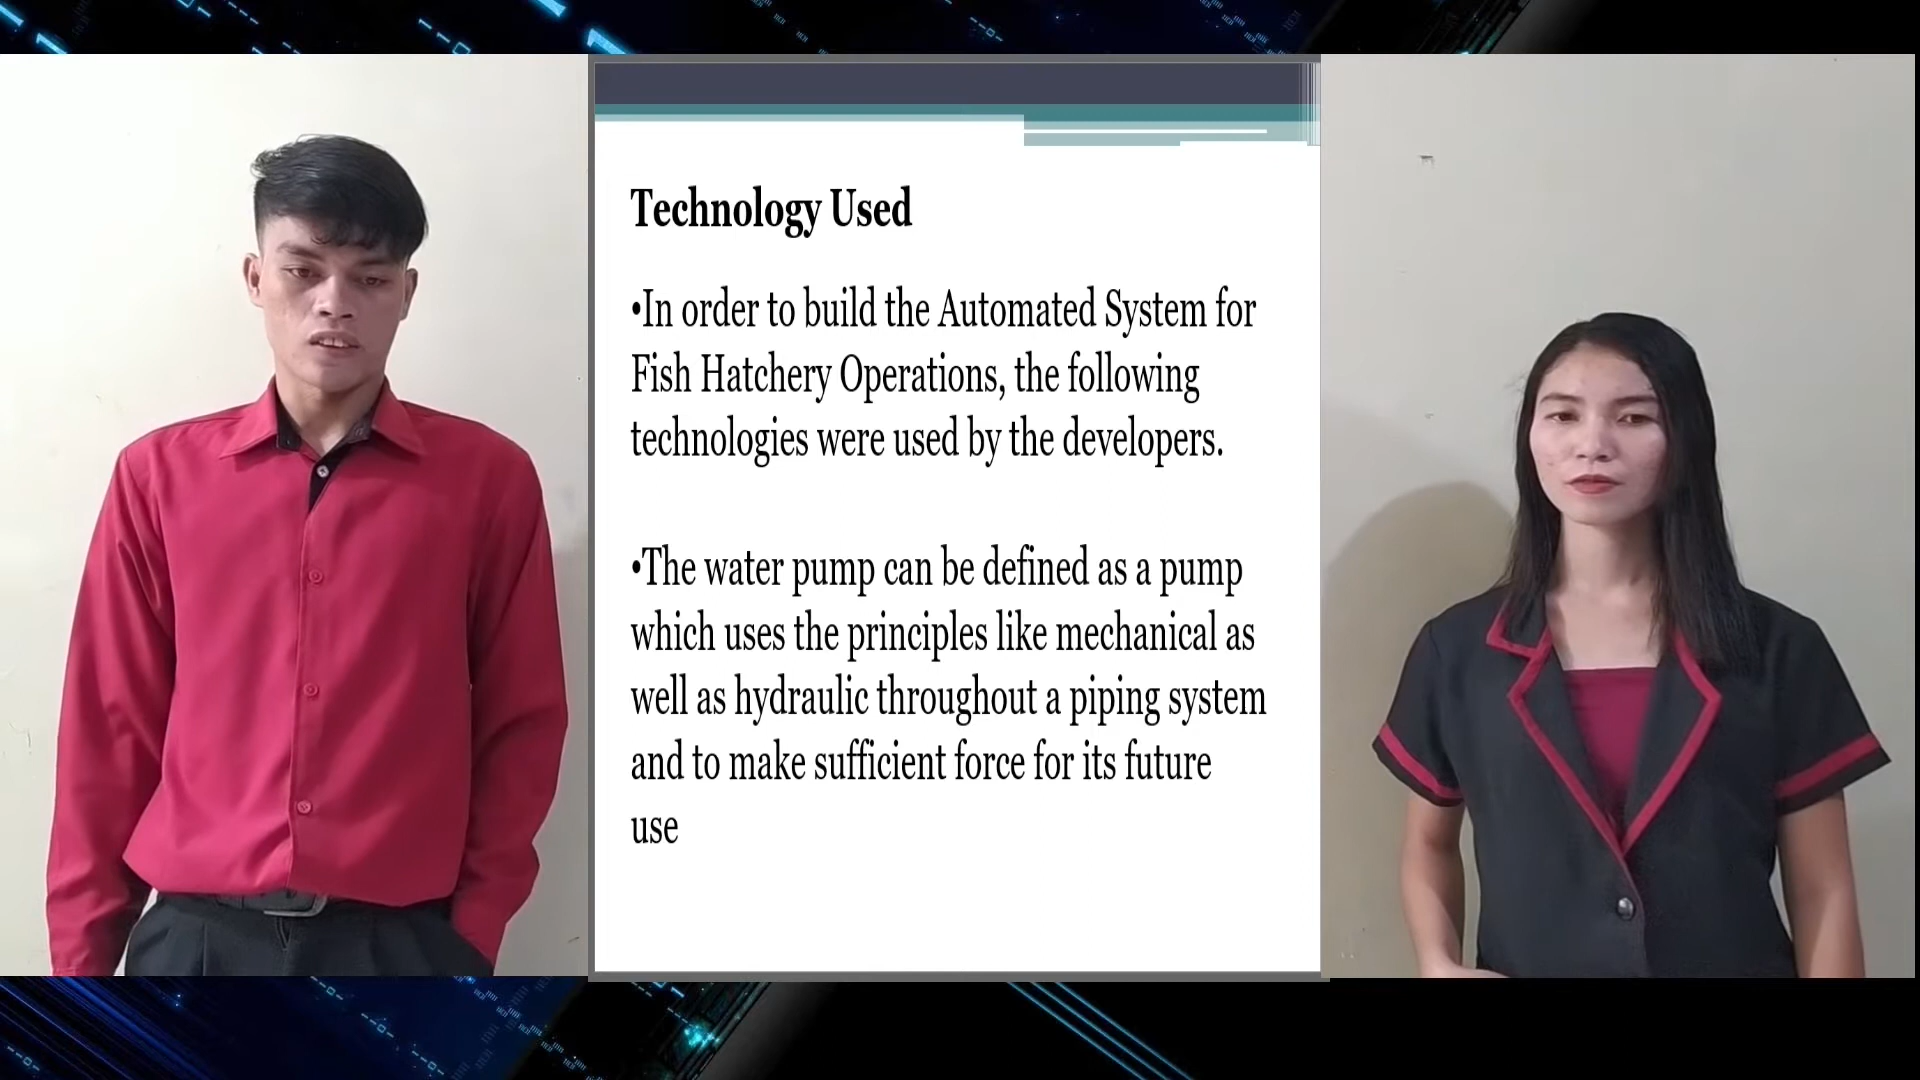 Technology Used
•In order to build the Automated System for
Fish Hatchery Operations, the following
technologies were used by the developers.
•The water pump can be defined as a pump
which uses the principles like mechanical as
well as hydraulic throughout a piping system
and to make sufficient force for its future
use